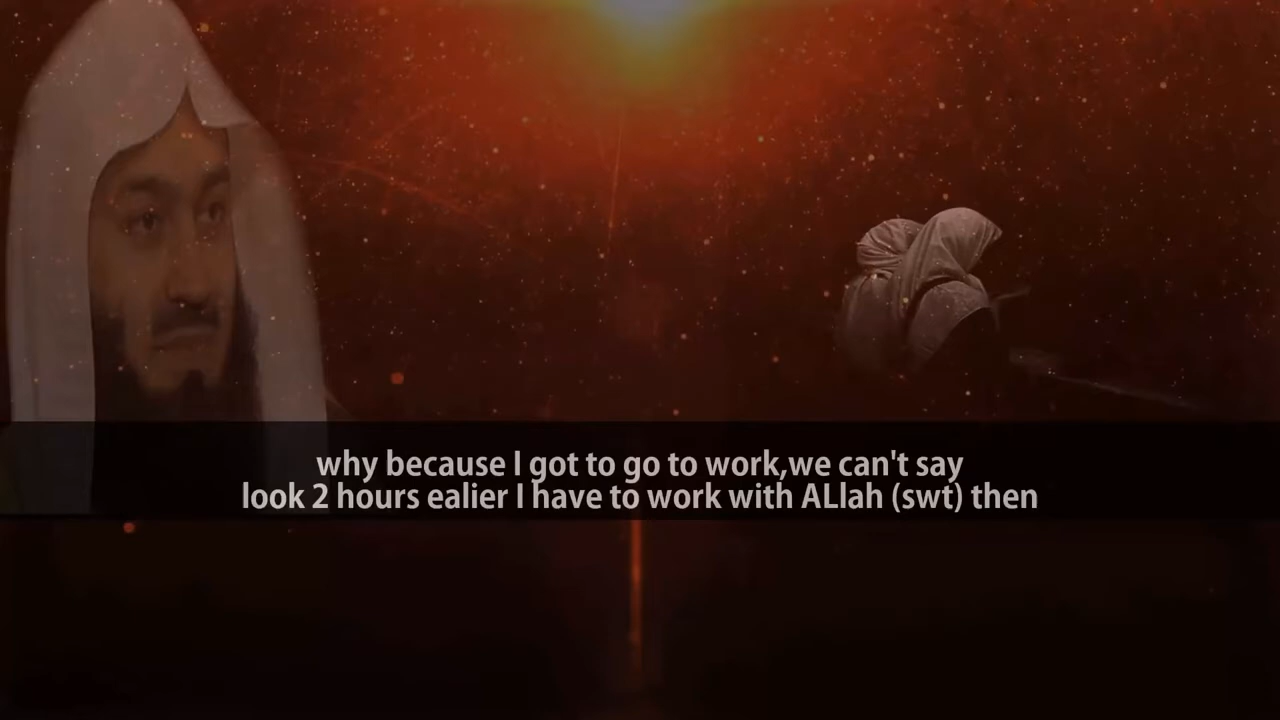 why because I got to go to work,we can't say
look 2 hours ealier I have to work with ALlah (swt) then